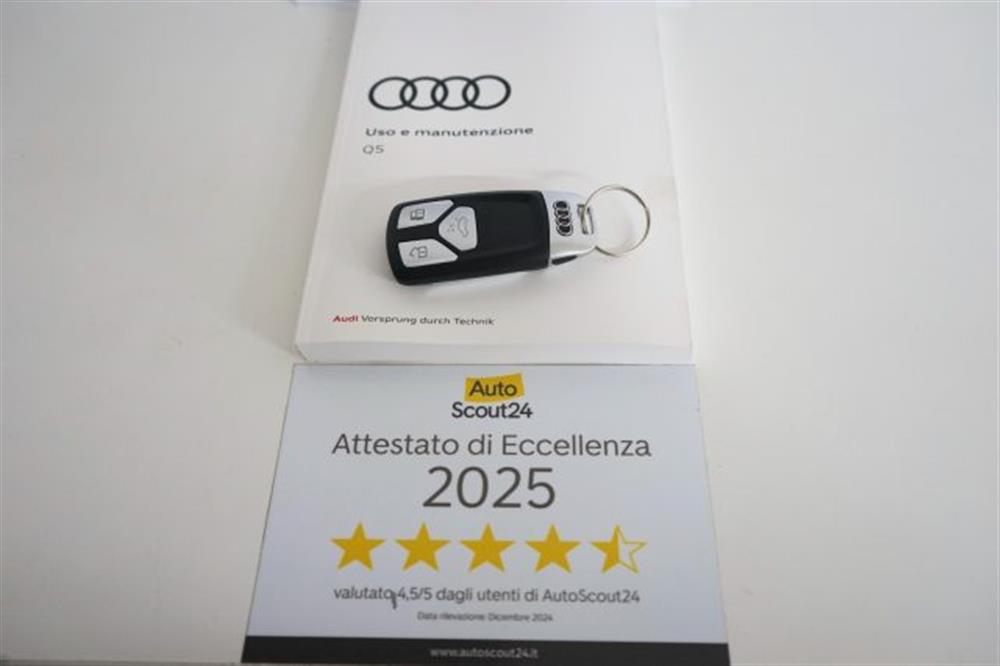 Uso e manutenzione
Q5
Audi Vorsprung durch Technik
Auto
Scout24
Attestato di Eccellenza
2025
valutato 4,5/5 dagli utenti di AutoScout24
Data rilevazione: Dicembre 2024
www.autoscout24.it